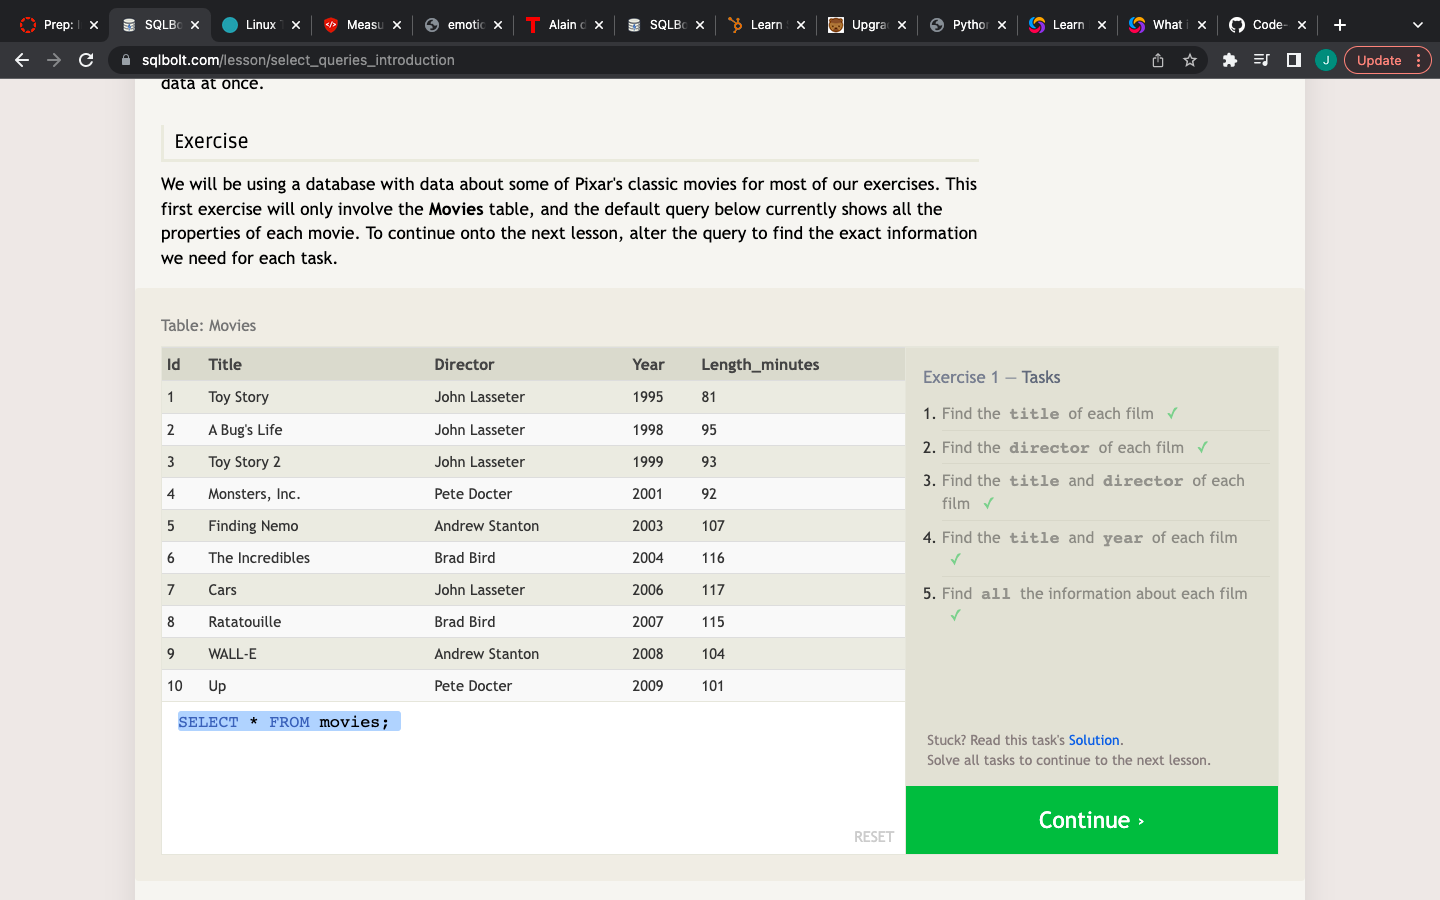 Prep: SQLBo Linux Measu emotic Alain d SQLBo Learn Upgra Python Learn What Code-
sqlbolt.com/lesson/select_queries_introduction J Update
data at once.
Exercise
We will be using a database with data about some of Pixar's classic movies for most of our exercises. This
first exercise will only involve the Movies table, and the default query below currently shows all the
properties of each movie. To continue onto the next lesson, alter the query to find the exact information
we need for each task.
Table: Movies
Id Title Director Year Length_minutes
1 Toy Story John Lasseter 1995 81
2 A Bug's Life John Lasseter 1998 95
3 Toy Story 2 John Lasseter 1999 93
4 Monsters, Inc. Pete Docter 2001 92
5 Finding Nemo Andrew Stanton 2003 107
6 The Incredibles Brad Bird 2004 116
7 Cars John Lasseter 2006 117
8 Ratatouille Brad Bird 2007 115
9 WALL-E Andrew Stanton 2008 104
10 Up Pete Docter 2009 101
SELECT * FROM movies;
RESET
Exercise 1 — Tasks
1. Find the title of each film ✓
2. Find the director of each film ✓
3. Find the title and director of each
film ✓
4. Find the title and year of each film
✓
5. Find all the information about each film
✓
Stuck? Read this task's Solution.
Solve all tasks to continue to the next lesson.
Continue ›